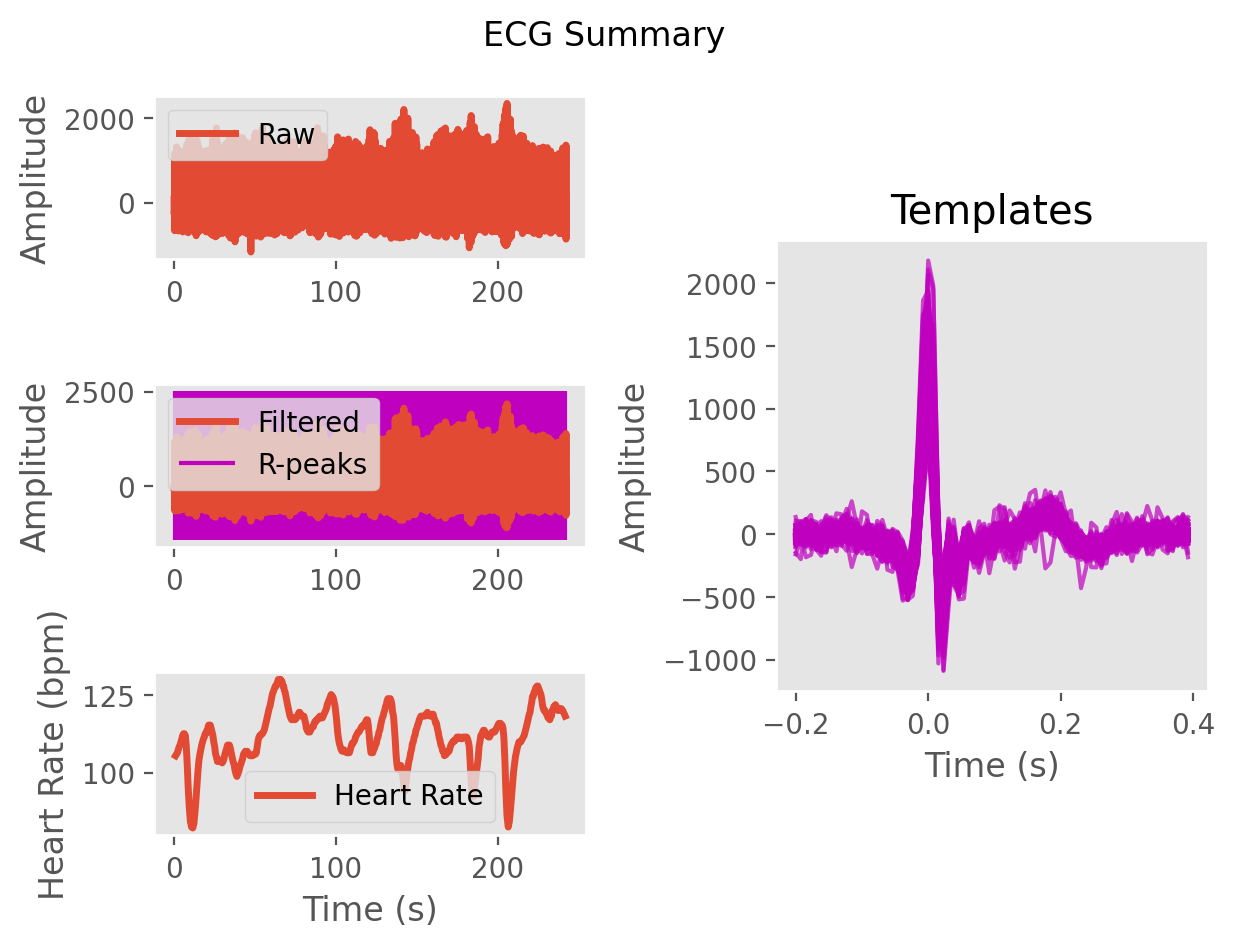 ECG Summary
Amplitude
2000
0
Raw
0 100 200
Amplitude
2500
0
Filtered
R-peaks
0 100 200
Heart Rate (bpm)
125
100
Heart Rate
0 100 200
Time (s)
Templates
Amplitude
2000
1500
1000
500
0
−500
−1000
−0.2 0.0 0.2 0.4
Time (s)